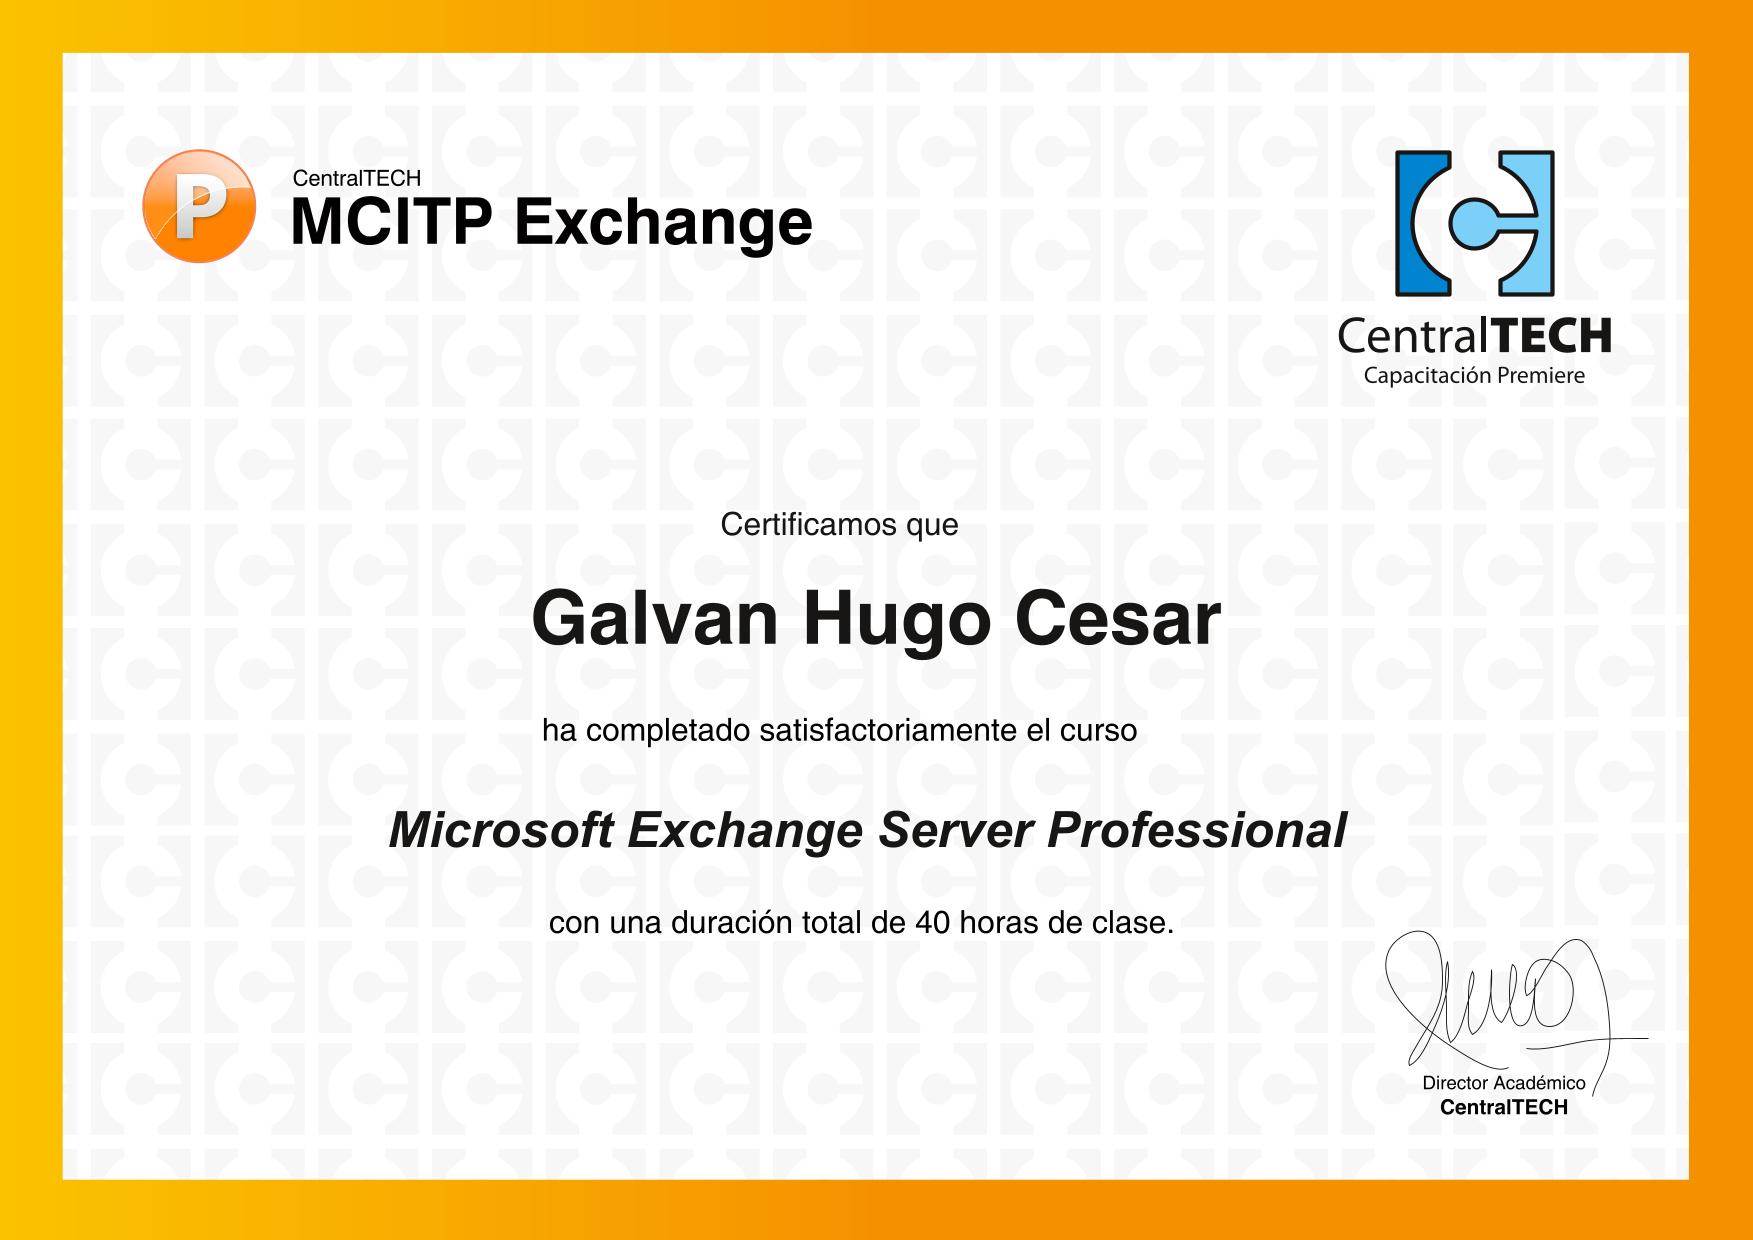 CentralTECH
MCITP Exchange
CentralTECH
Capacitación Premiere
Certificamos que
Galvan Hugo Cesar
ha completado satisfactoriamente el curso
Microsoft Exchange Server Professional
con una duración total de 40 horas de clase.
Director Académico
CentralTECH